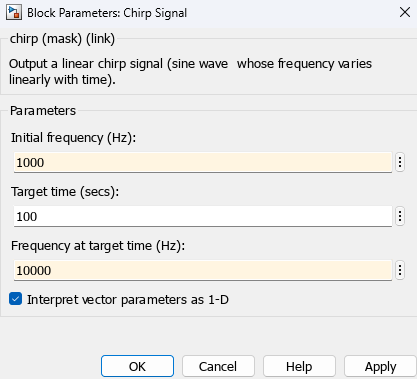 Block Parameters: Chirp Signal
chirp (mask) (link)
Output a linear chirp signal (sine wave whose frequency varies
linearly with time).
Parameters
Initial frequency (Hz):
1000
Target time (secs):
100
Frequency at target time (Hz):
10000
Interpret vector parameters as 1-D
OK Cancel Help Apply